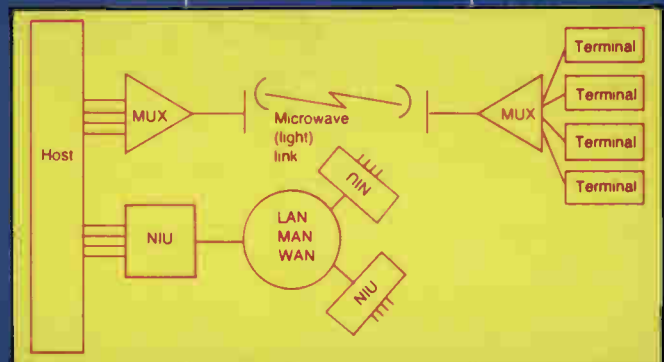 Host
MUX
Microwave
(light)
link
MUX
Terminal
Terminal
Terminal
Terminal
NIU
LAN
MAN
WAN
NIU
NIU